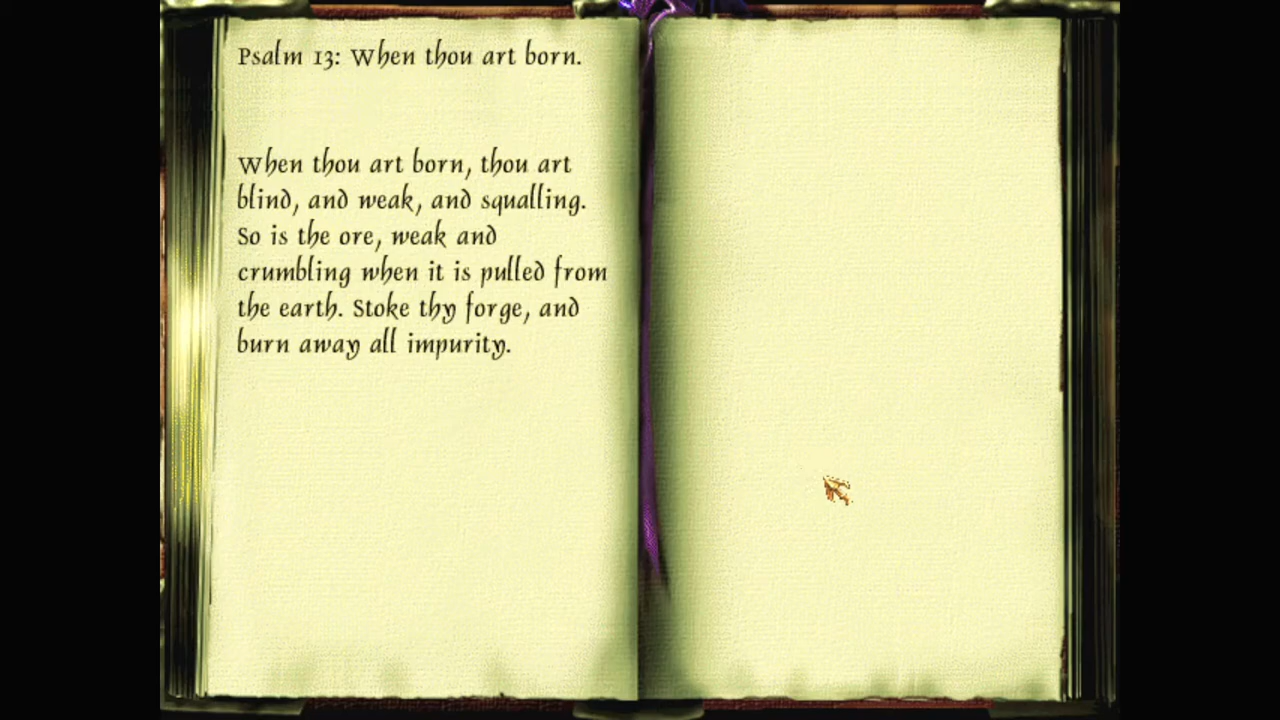 Psalm 13: When thou art born.
When thou art born, thou art
blind, and weak, and squalling.
So is the ore, weak and
crumbling when it is pulled from
the earth. Stoke thy forge, and
burn away all impurity.